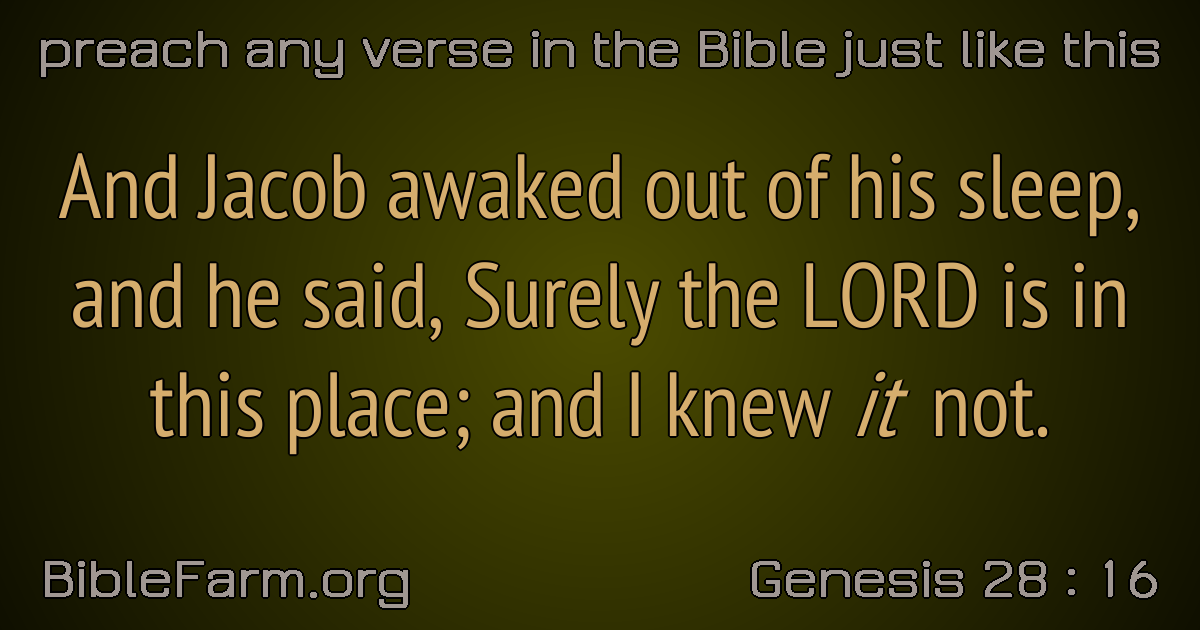 preach any verse in the Bible just like this
And Jacob awaked out of his sleep,
and he said, Surely the LORD is in
this place; and I knew it not.
BibleFarm.org
Genesis 28 : 16